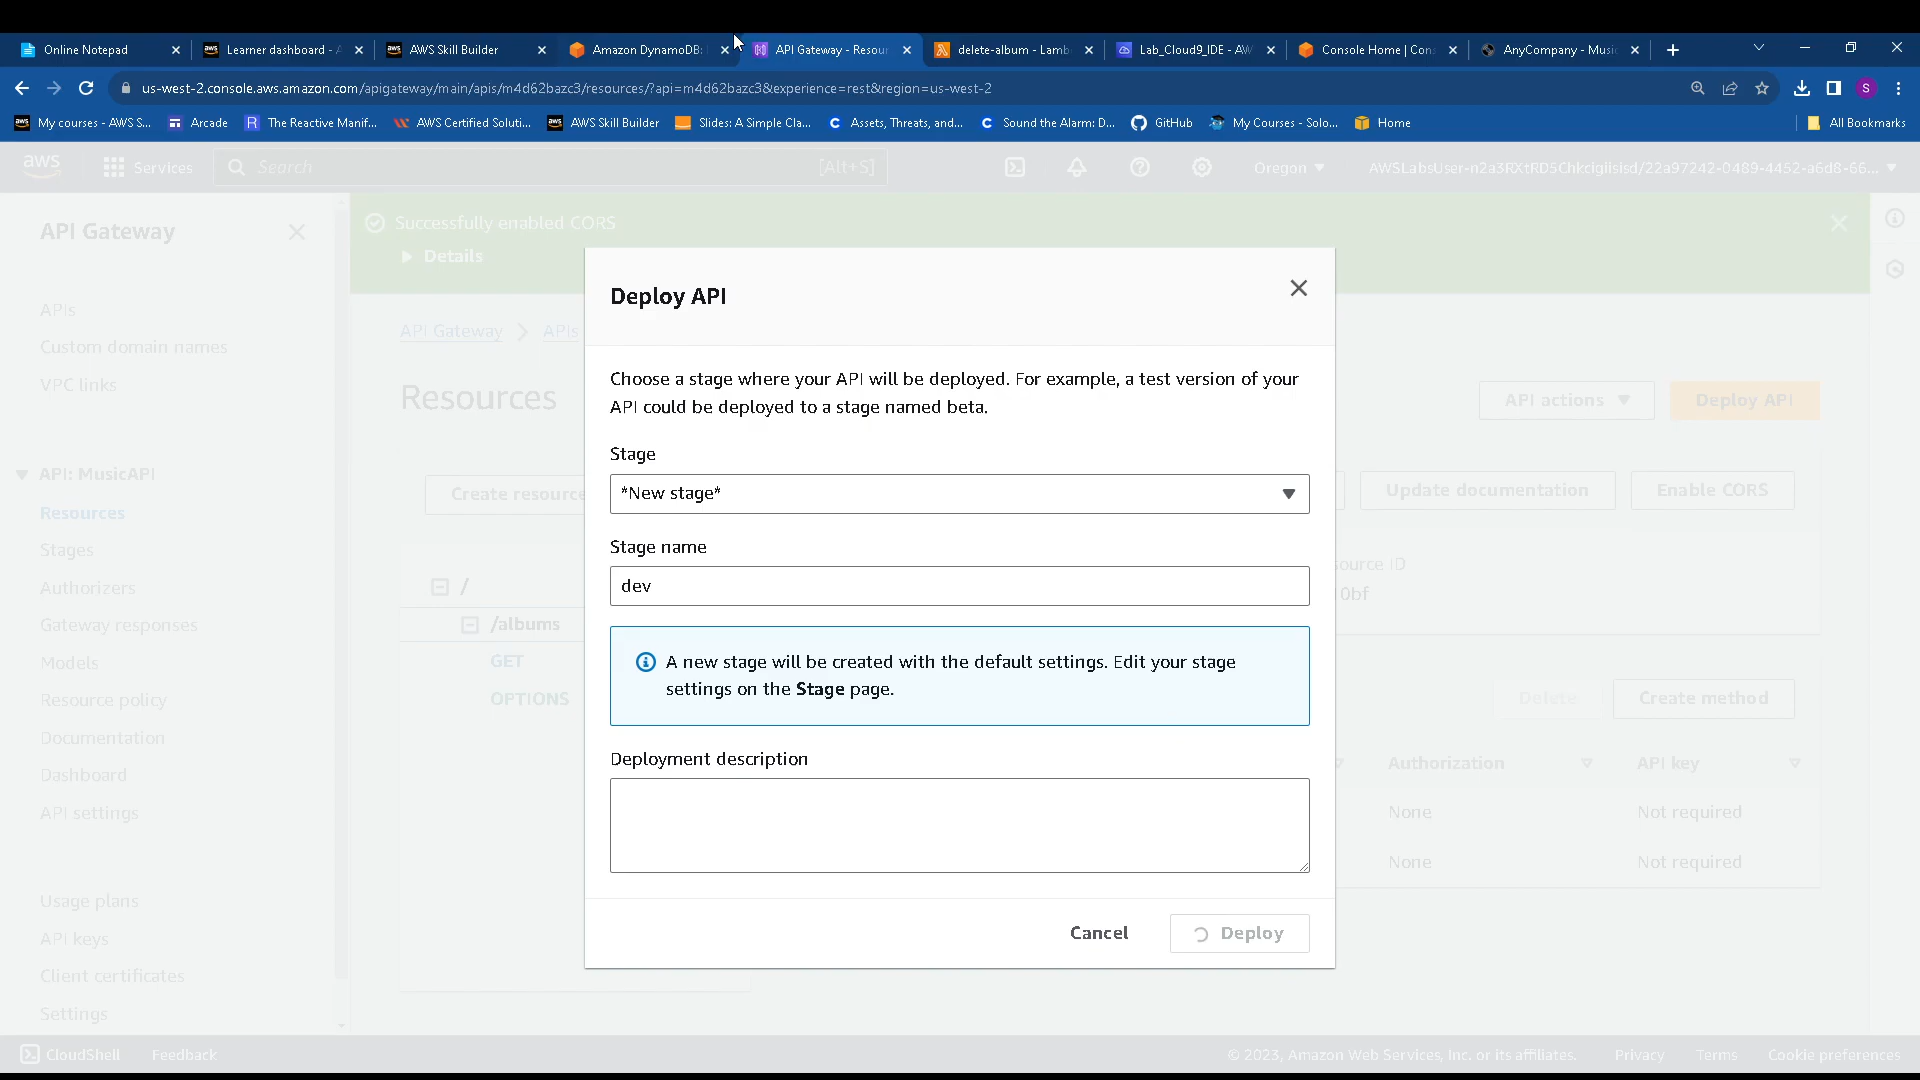 Online Notepad
Learner dashboard - A
AWS Skill Builder
Amazon DynamoDB:
API Gateway - Resour
delete-album - Lamb
Lab_Cloud9_IDE - AW
Console Home | Con
AnyCompany - Musi
us-west-2.console.aws.amazon.com/apigateway/main/apis/m4d62bazc3/resources/?api=m4d62bazc3&experience=rest&region=us-west-2
S
My courses - AWS S...
Arcade
The Reactive Manif...
AWS Certified Soluti...
AWS Skill Builder
Slides: A Simple Cla...
Assets, Threats, and...
Sound the Alarm: D...
GitHub
My Courses - Solo...
Home
All Bookmarks
aws
Services
Search
[Alt+S]
Oregon
API Gateway
APIs
Custom domain names
VPC links
API: MusicAPI
Resources
Stages
Authorizers
Gateway responses
Models
Resource policy
Documentation
Dashboard
API settings
Usage plans
API keys
Client certificates
Settings
Successfully enabled CORS
Details
API Gateway
APIs
Resources
API actions
Deploy API
Create resource
Update documentation
Enable CORS
/
/albums
GET
OPTIONS
0bf
Delete
Create method
Authorization
API key
None
Not required
None
Not required
Deploy API
Choose a stage where your API will be deployed. For example, a test version of your
API could be deployed to a stage named beta.
Stage
*New stage*
Stage name
dev
A new stage will be created with the default settings. Edit your stage
settings on the Stage page.
Deployment description
Cancel
Deploy
CloudShell
Feedback
© 2023, Amazon Web Services, Inc. or its affiliates.
Privacy
Terms
Cookie preferences